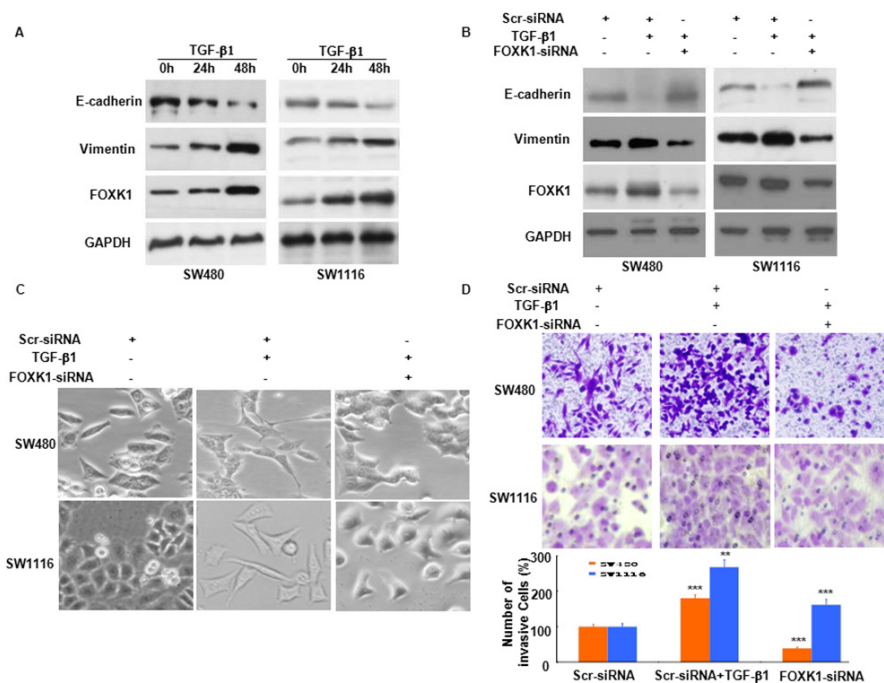 A
TGF-β1
TGF-β1
0h 24h 48h
0h 24h 48h
E-cadherin
Vimentin
FOXK1
GAPDH
SW480
SW1116
B
Scr-siRNA + + - + + -
TGF-β1 - + + - + +
FOXK1-siRNA - - + - - +
E-cadherin
Vimentin
FOXK1
GAPDH
SW480
SW1116
C
Scr-siRNA + + -
TGF-β1 - + +
FOXK1-siRNA - - +
SW480
SW1116
D
Scr-siRNA + + -
TGF-β1 - + +
FOXK1-siRNA - - +
SW480
SW1116
Number of
invasive Cells (%)
300
200
100
0
SW480
SW1116
***
**
***
***
Scr-siRNA
Scr-siRNA+TGF-β1
FOXK1-siRNA